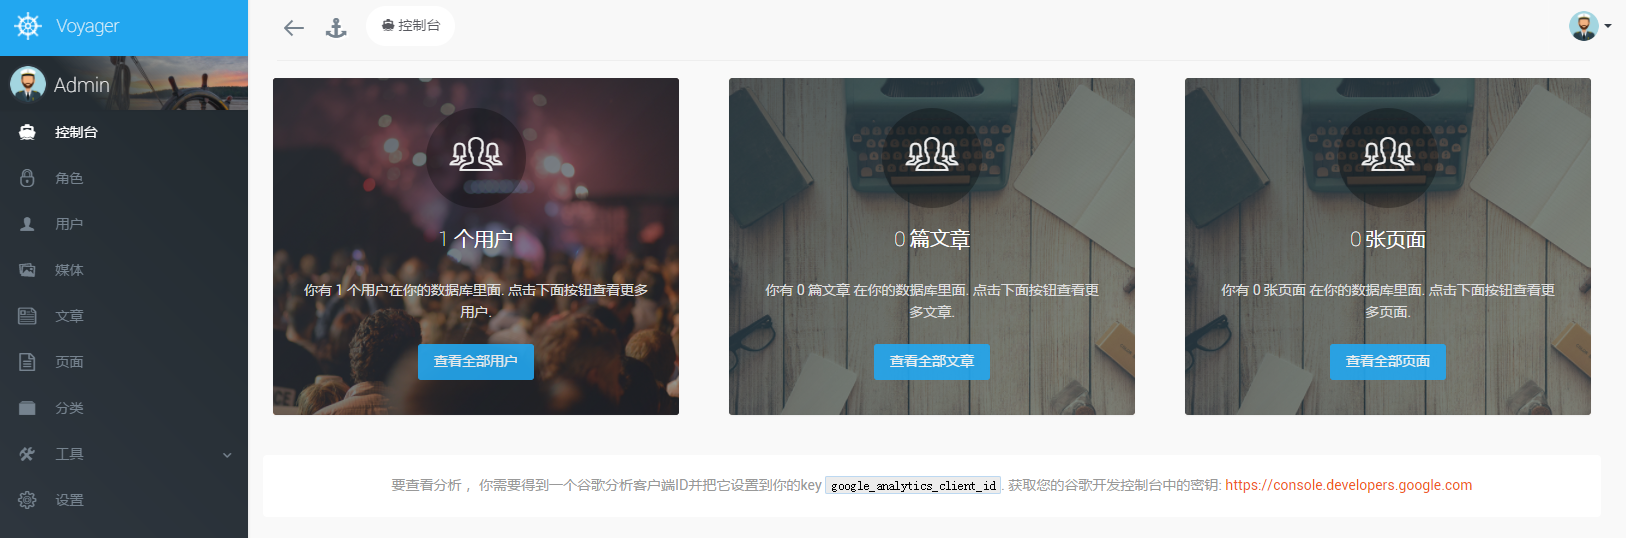 Voyager
Admin
控制台
角色
用户
媒体
文章
页面
分类
工具
设置
控制台
1 个用户
你有 1 个用户在你的数据库里面. 点击下面按钮查看更多
用户.
查看全部用户
0 篇文章
你有 0 篇文章 在你的数据库里面. 点击下面按钮查看更
多文章.
查看全部文章
0 张页面
你有 0 张页面 在你的数据库里面. 点击下面按钮查看更
多页面.
查看全部页面
要查看分析， 你需要得到一个谷歌分析客户端ID并把它设置到你的key google_analytics_client_id. 获取您的谷歌开发控制台中的密钥: https://console.developers.google.com